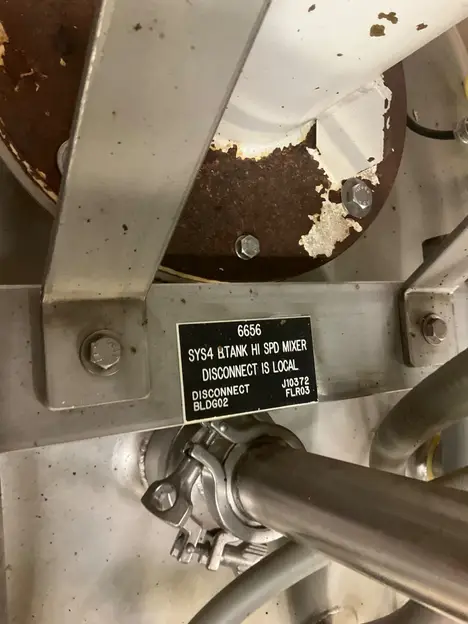 6656
SYS4 B.TANK HI SPD MIXER
DISCONNECT IS LOCAL
DISCONNECT J10372
BLDG02 FLR03